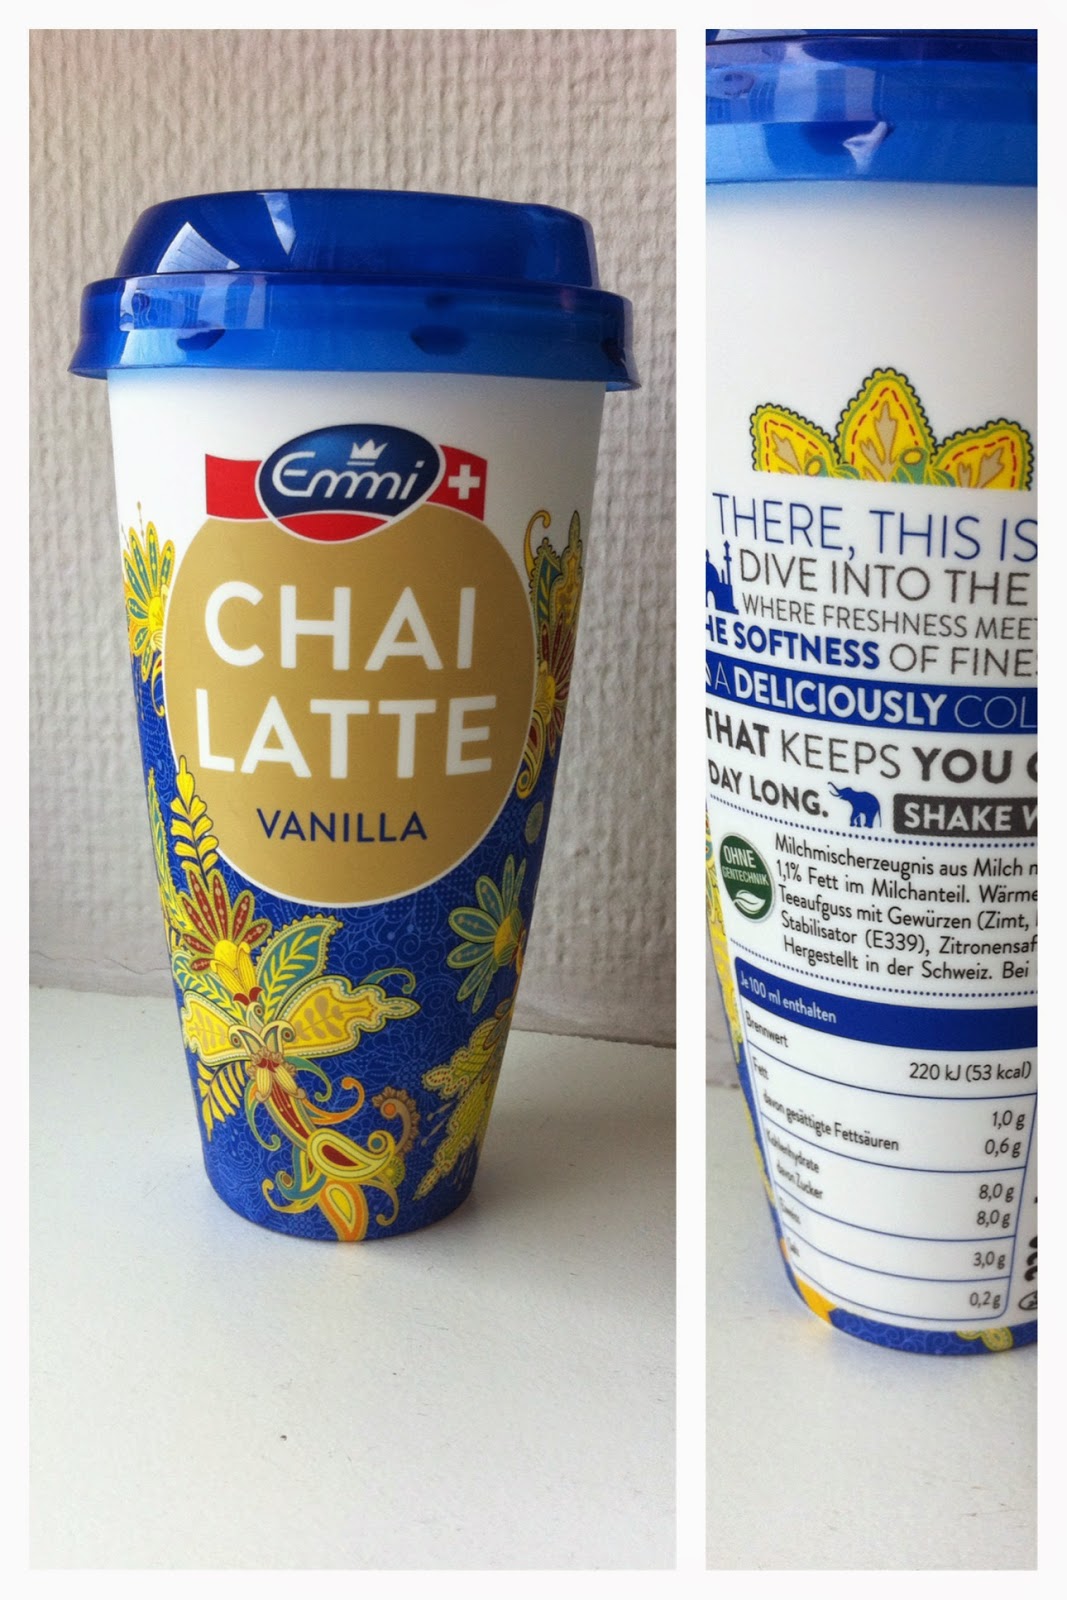 Emmi
CHAI
LATTE
VANILLA
THERE, THIS IS
DIVE INTO THE
WHERE FRESHNESS MEET
HE SOFTNESS OF FINES
A DELICIOUSLY COL
THAT KEEPS YOU
DAY LONG.
SHAKE W
OHNE
GENTECHNIK
Milchmischerzeugnis aus Milch
1,1% Fett im Milchanteil. Wärme
Teeaufguss mit Gewürzen (Zimt,
Stabilisator (E339), Zitronensaf
Hergestellt in der Schweiz. Bei
Je 100 ml enthalten
Brennwert
220 kJ (53 kcal)
Fett
1,0 g
davon gesättigte Fettsäuren
0,6 g
Kohlenhydrate
8,0 g
davon Zucker
8,0 g
3,0 g
0,2 g